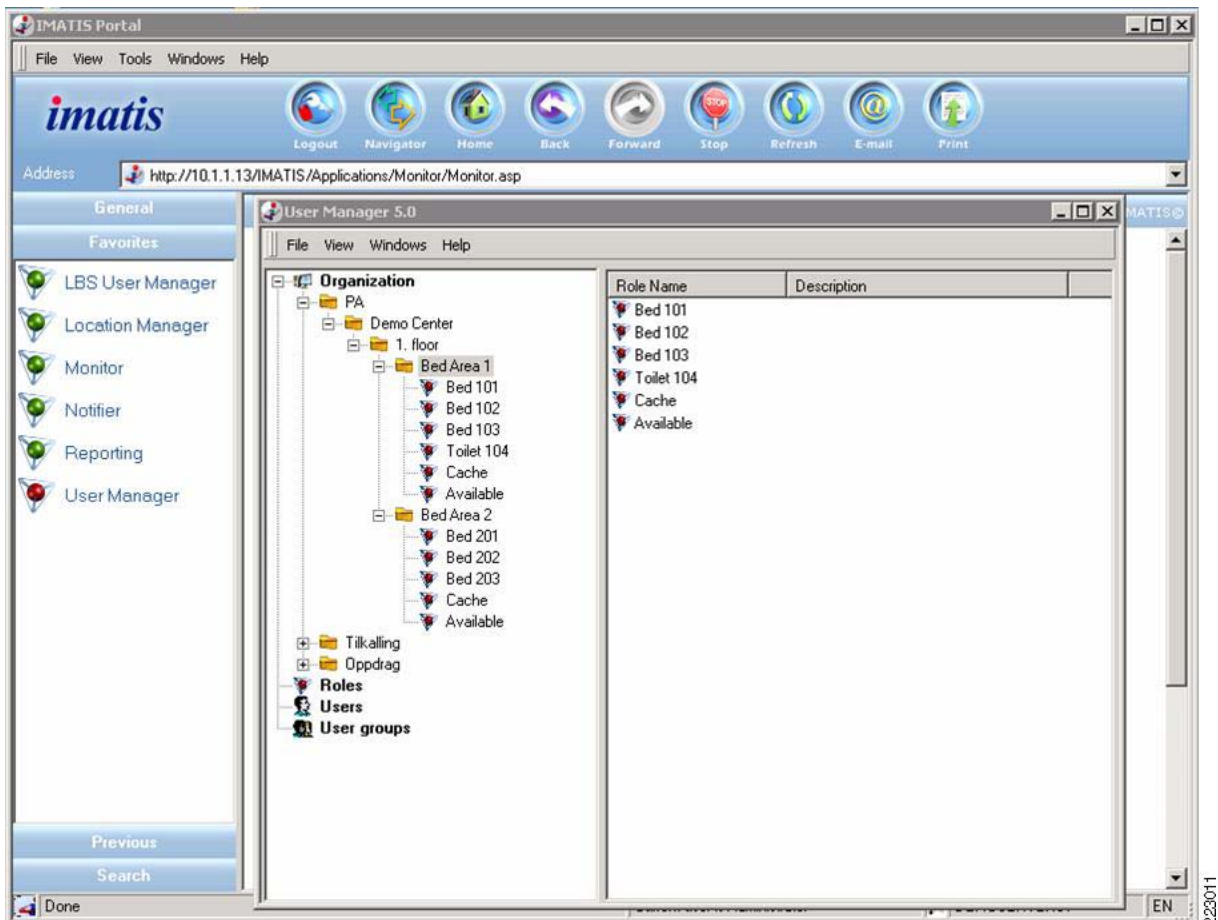 IMATIS Portal
File View Tools Windows Help
imatis
Logout Navigator Home Back Forward Stop Refresh E-mail Print
STOP
Address http://10.1.1.13/IMATIS/Applications/Monitor/Monitor.asp
General
Favorites
LBS User Manager
Location Manager
Monitor
Notifier
Reporting
User Manager
Previous
Search
MATIS©
User Manager 5.0
File View Windows Help
Organization
PA
Demo Center
1. floor
Bed Area 1
Bed 101
Bed 102
Bed 103
Toilet 104
Cache
Available
Bed Area 2
Bed 201
Bed 202
Bed 203
Cache
Available
Tilkalling
Oppdrag
Roles
Users
User groups
Role Name Description
Bed 101
Bed 102
Bed 103
Toilet 104
Cache
Available
Done
EN
223011